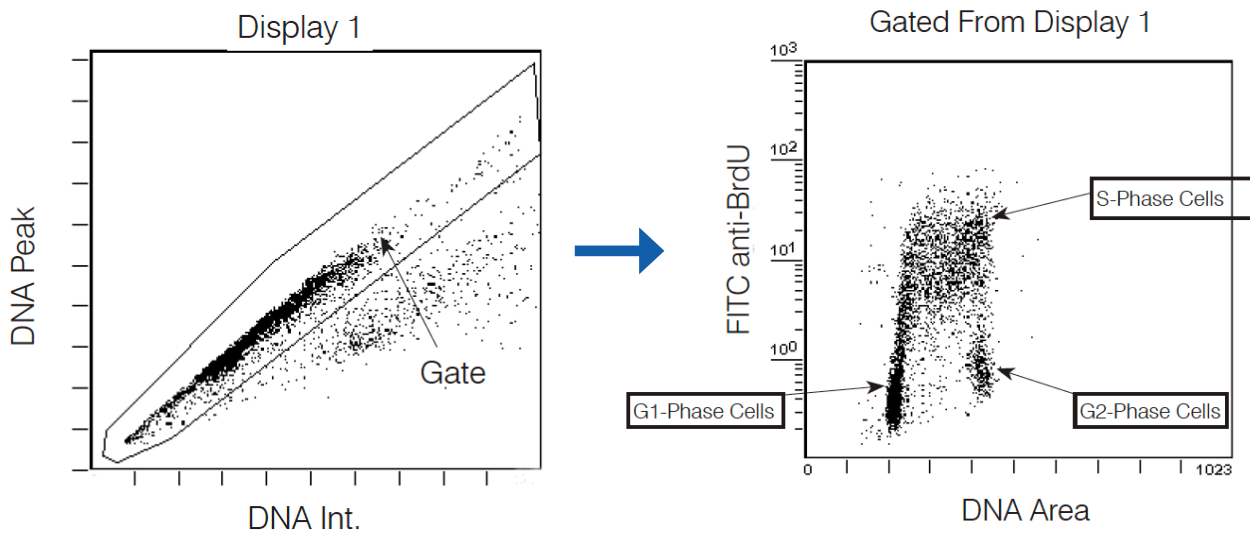 Display 1
DNA Peak
Gate
DNA Int.
Gated From Display 1
10³
10²
10¹
10⁰
FITC anti-BrdU
S-Phase Cells
G1-Phase Cells
G2-Phase Cells
0
1023
DNA Area